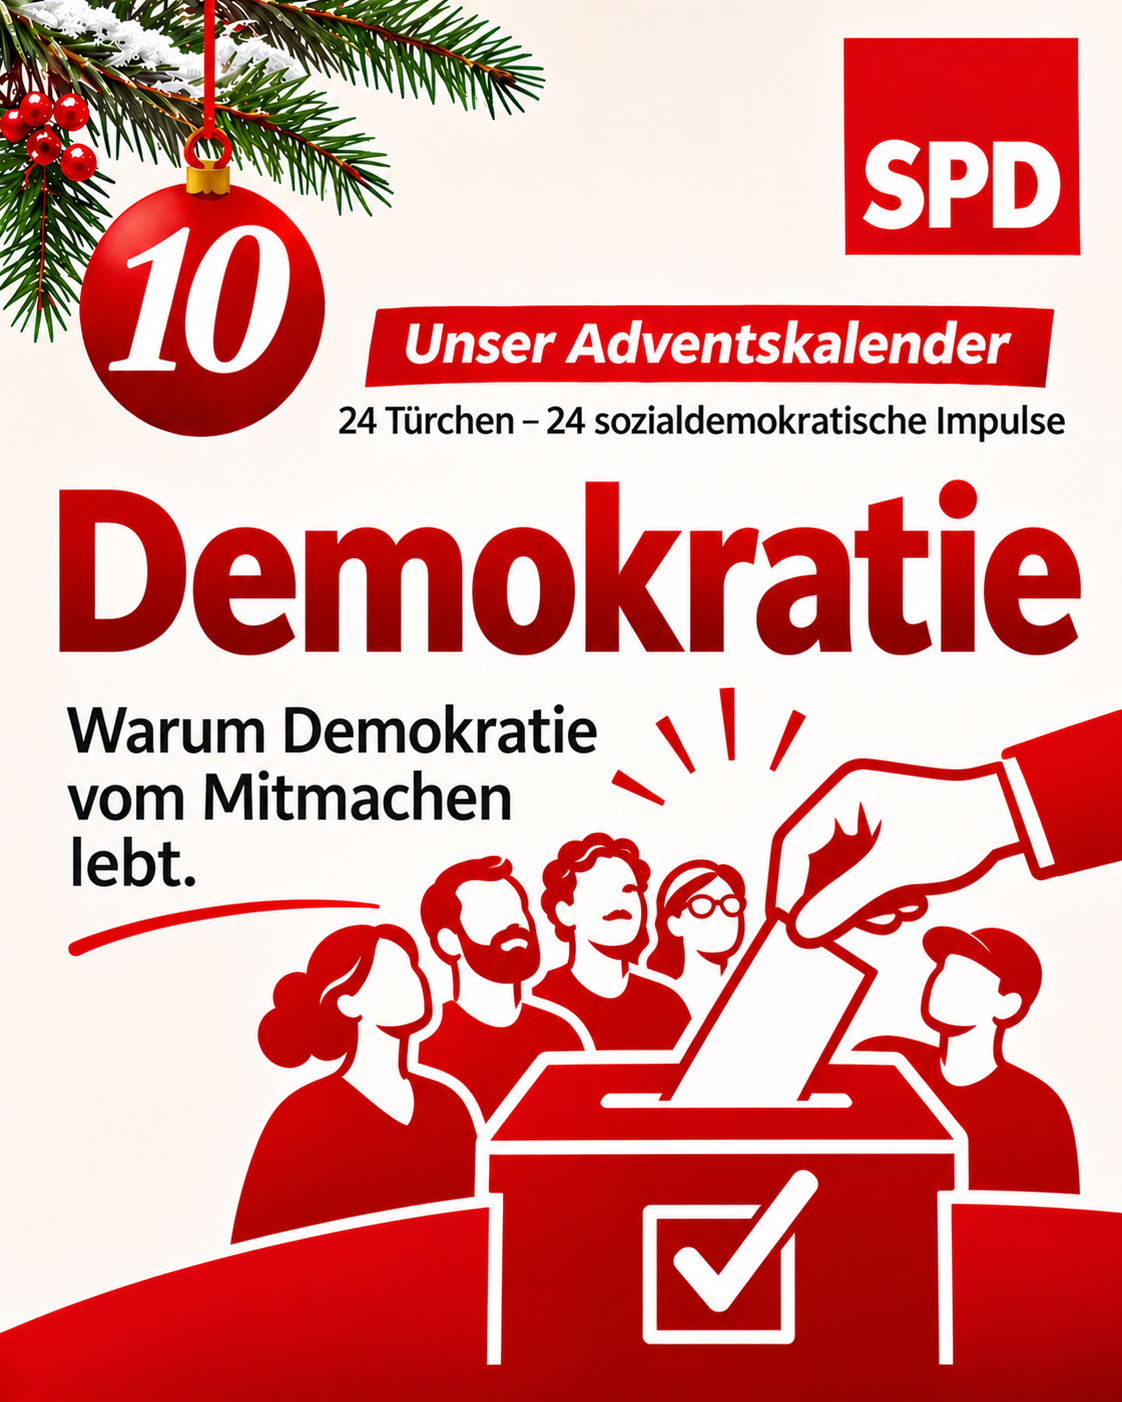 SPD
10
Unser Adventskalender
24 Türchen – 24 sozialdemokratische Impulse
Demokratie
Warum Demokratie
vom Mitmachen
lebt.